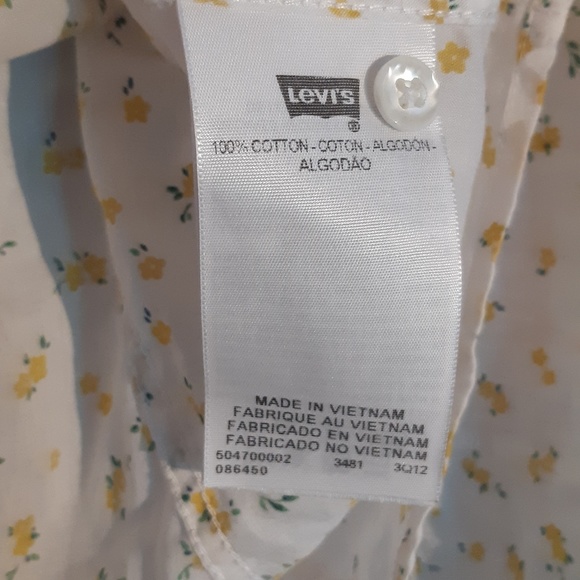 Levi's
®
100% COTTON - COTON - ALGODÓN -
ALGODÃO
MADE IN VIETNAM
FABRIQUE AU VIETNAM
FABRICADO EN VIETNAM
FABRICADO NO VIETNAM
504700002 3481 3Q12
086450